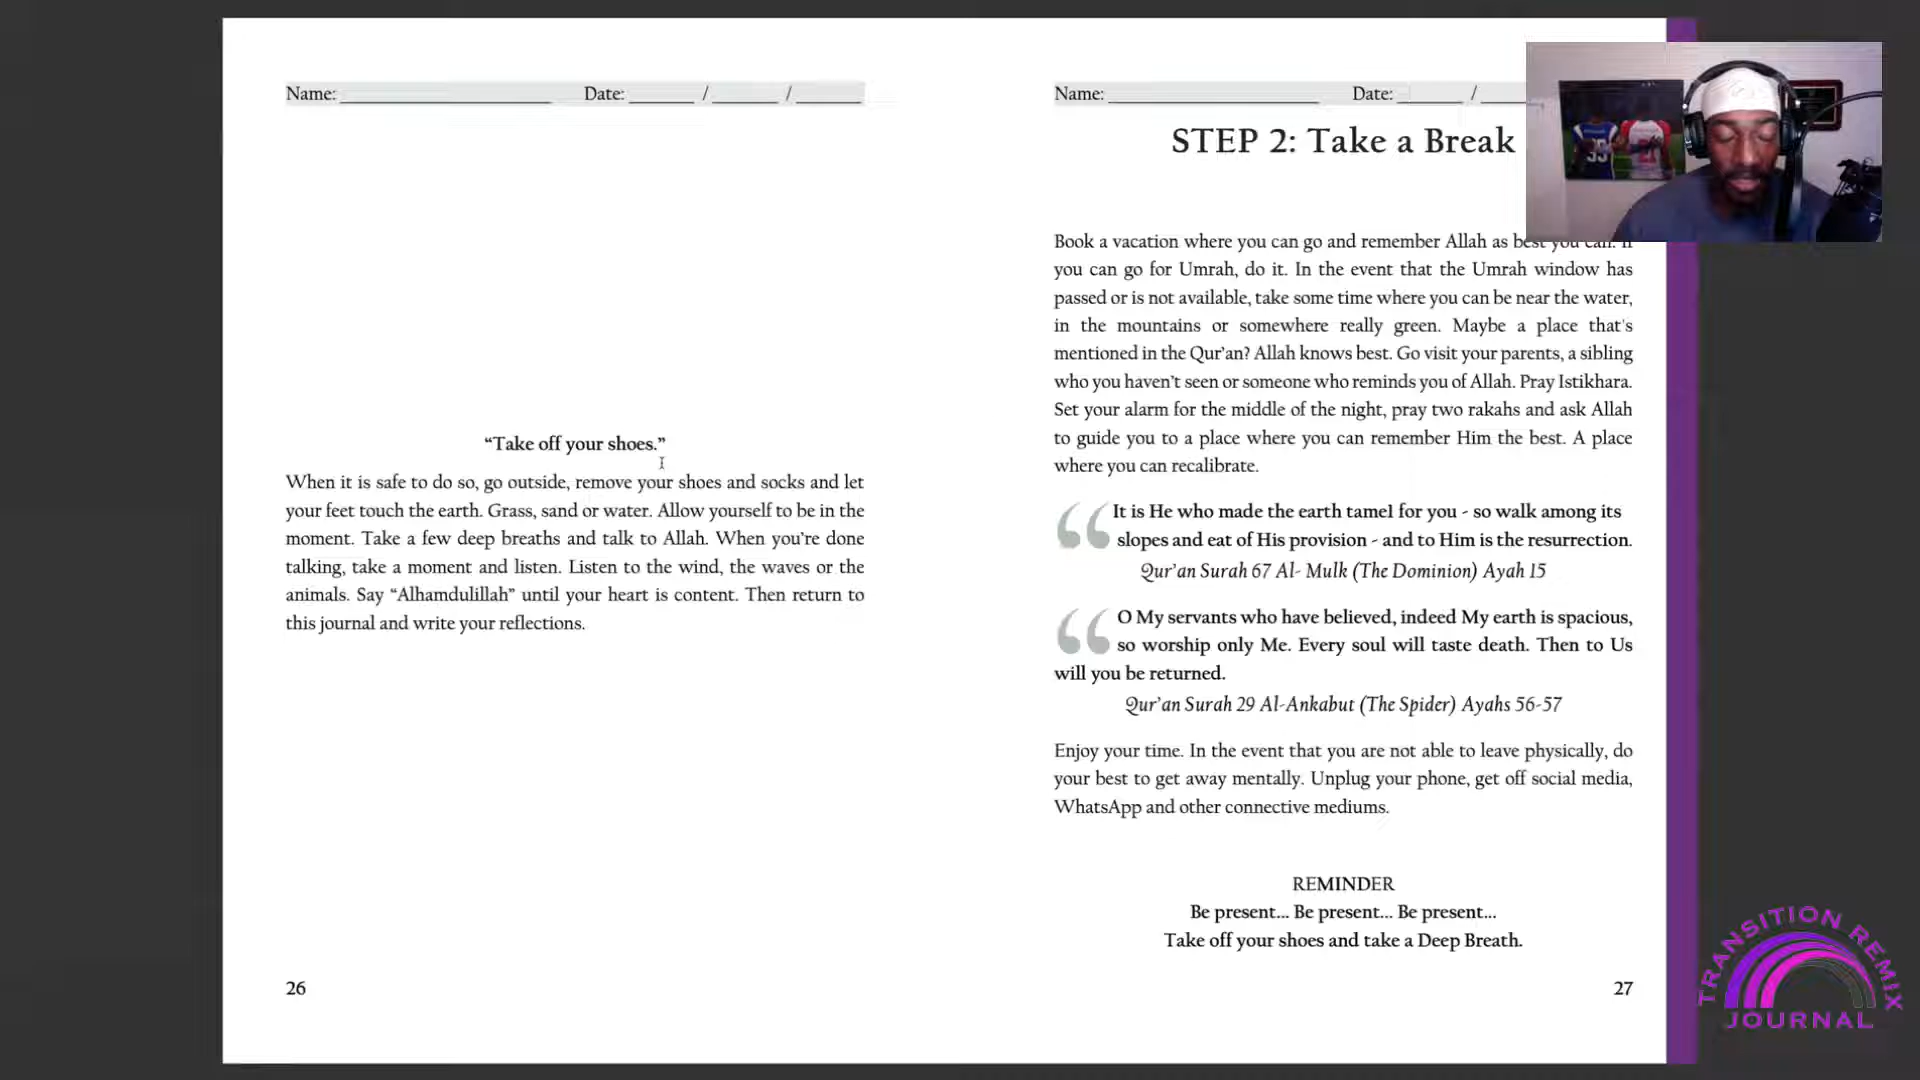 Name: ____________________ Date: ______ / ______ / ______
“Take off your shoes.”
When it is safe to do so, go outside, remove your shoes and socks and let
your feet touch the earth. Grass, sand or water. Allow yourself to be in the
moment. Take a few deep breaths and talk to Allah. When you’re done
talking, take a moment and listen. Listen to the wind, the waves or the
animals. Say “Alhamdulillah” until your heart is content. Then return to
this journal and write your reflections.
26
Name: ____________________ Date: ______ / ____
STEP 2: Take a Break
Book a vacation where you can go and remember Allah as best you can. If
you can go for Umrah, do it. In the event that the Umrah window has
passed or is not available, take some time where you can be near the water,
in the mountains or somewhere really green. Maybe a place that's
mentioned in the Qur’an? Allah knows best. Go visit your parents, a sibling
who you haven’t seen or someone who reminds you of Allah. Pray Istikhara.
Set your alarm for the middle of the night, pray two rakahs and ask Allah
to guide you to a place where you can remember Him the best. A place
where you can recalibrate.
“ It is He who made the earth tamel for you - so walk among its
slopes and eat of His provision - and to Him is the resurrection.
Qur’an Surah 67 Al- Mulk (The Dominion) Ayah 15
“ O My servants who have believed, indeed My earth is spacious,
so worship only Me. Every soul will taste death. Then to Us
will you be returned.
Qur’an Surah 29 Al-Ankabut (The Spider) Ayahs 56-57
Enjoy your time. In the event that you are not able to leave physically, do
your best to get away mentally. Unplug your phone, get off social media,
WhatsApp and other connective mediums.
REMINDER
Be present... Be present... Be present...
Take off your shoes and take a Deep Breath.
27
TRANSITION REMIX
JOURNAL